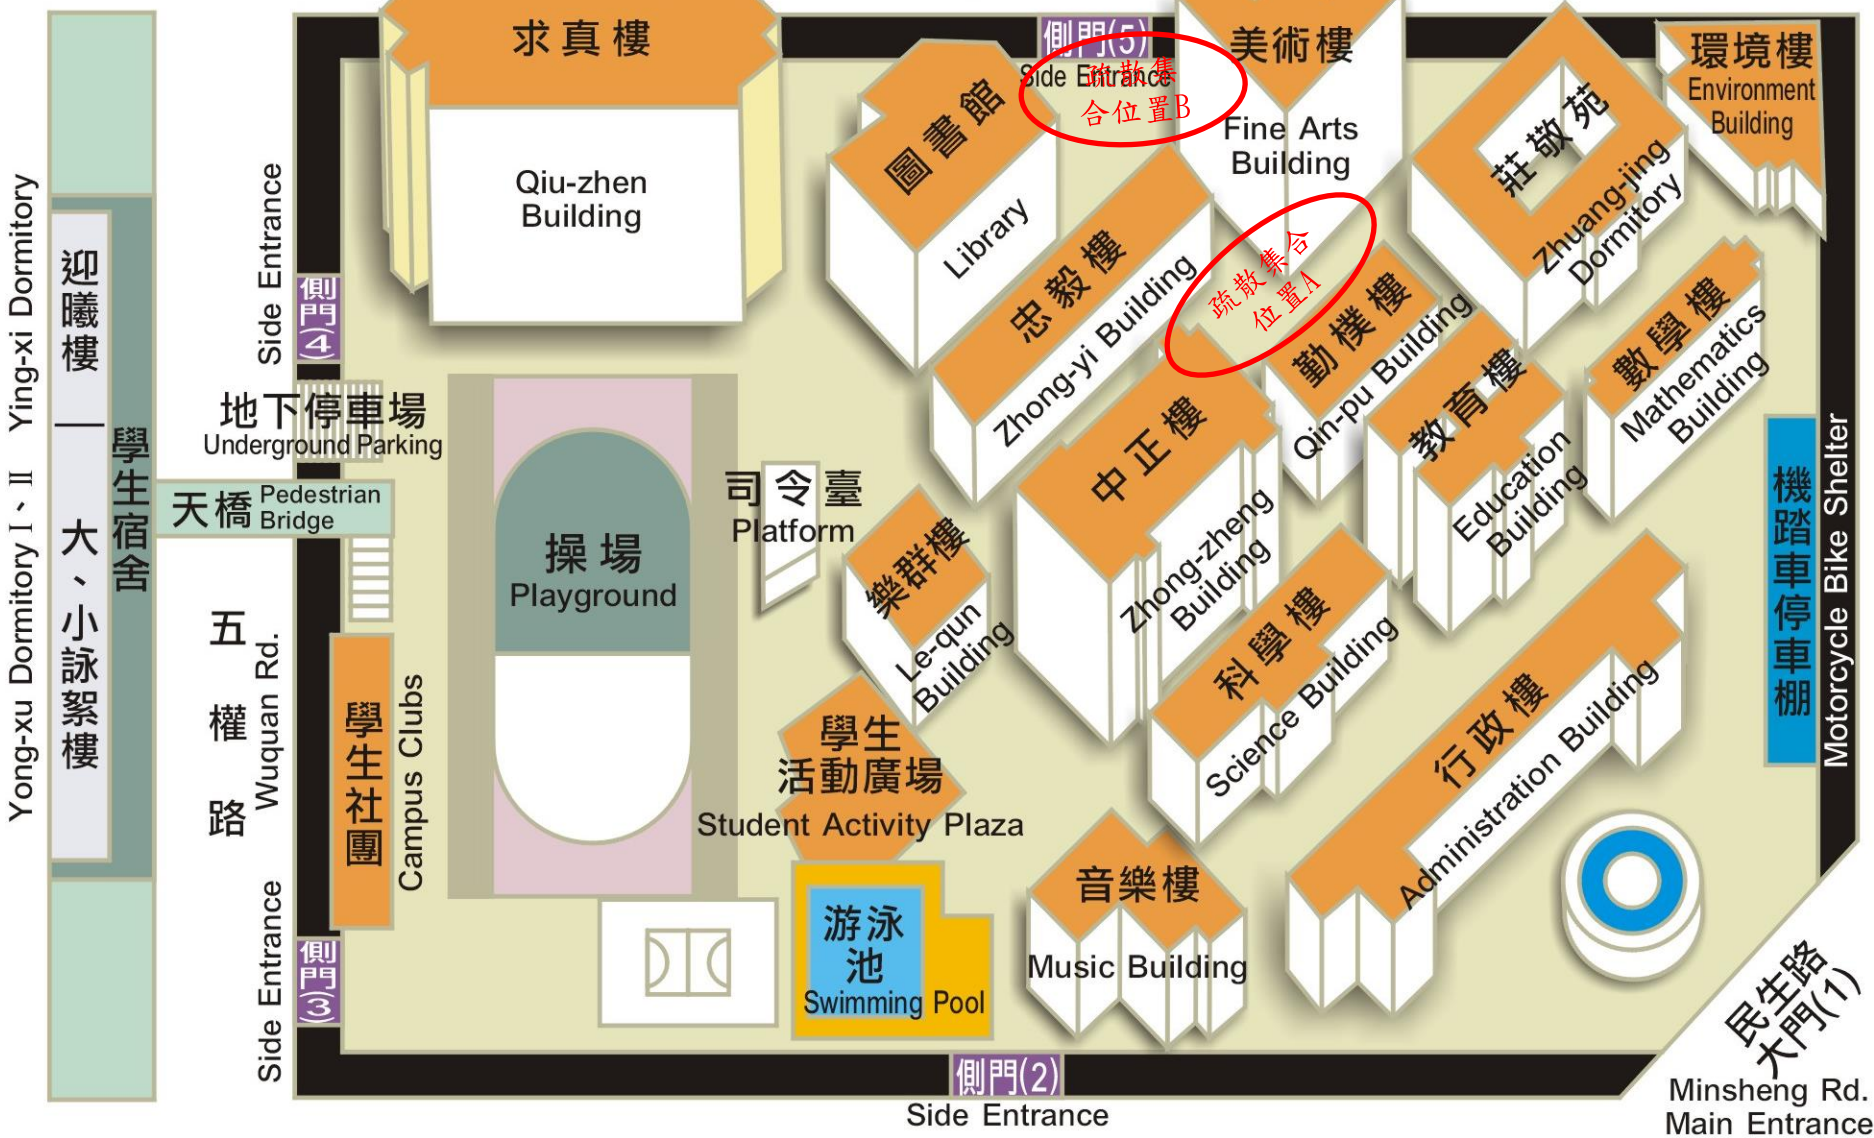 求真樓
Qiu-zhen
Building
側門(5)
Side Entrance
疏散集
合位置B
美術樓
Fine Arts
Building
環境樓
Environment
Building
圖書館
Library
莊敬苑
Zhuang-jing
Dormitory
忠毅樓
Zhong-yi Building
疏散集合
位置A
勤樸樓
Qin-pu Building
教育樓
Education
Building
數學樓
Mathematics
Building
Side Entrance
側門(4)
Ying-xi Dormitory
迎曦樓
Yong-xu Dormitory I、II
大、小詠絮樓
學生宿舍
地下停車場
Underground Parking
天橋
Pedestrian
Bridge
五權路
Wuquan Rd.
學生社團
Campus Clubs
操場
Playground
司令臺
Platform
樂群樓
Le-qun
Building
中正樓
Zhong-zheng
Building
科學樓
Science Building
行政樓
Administration Building
機踏車停車棚
Motorcycle Bike Shelter
學生
活動廣場
Student Activity Plaza
游泳
池
Swimming Pool
音樂樓
Music Building
Side Entrance
側門(3)
側門(2)
Side Entrance
民生路
大門(1)
Minsheng Rd.
Main Entrance